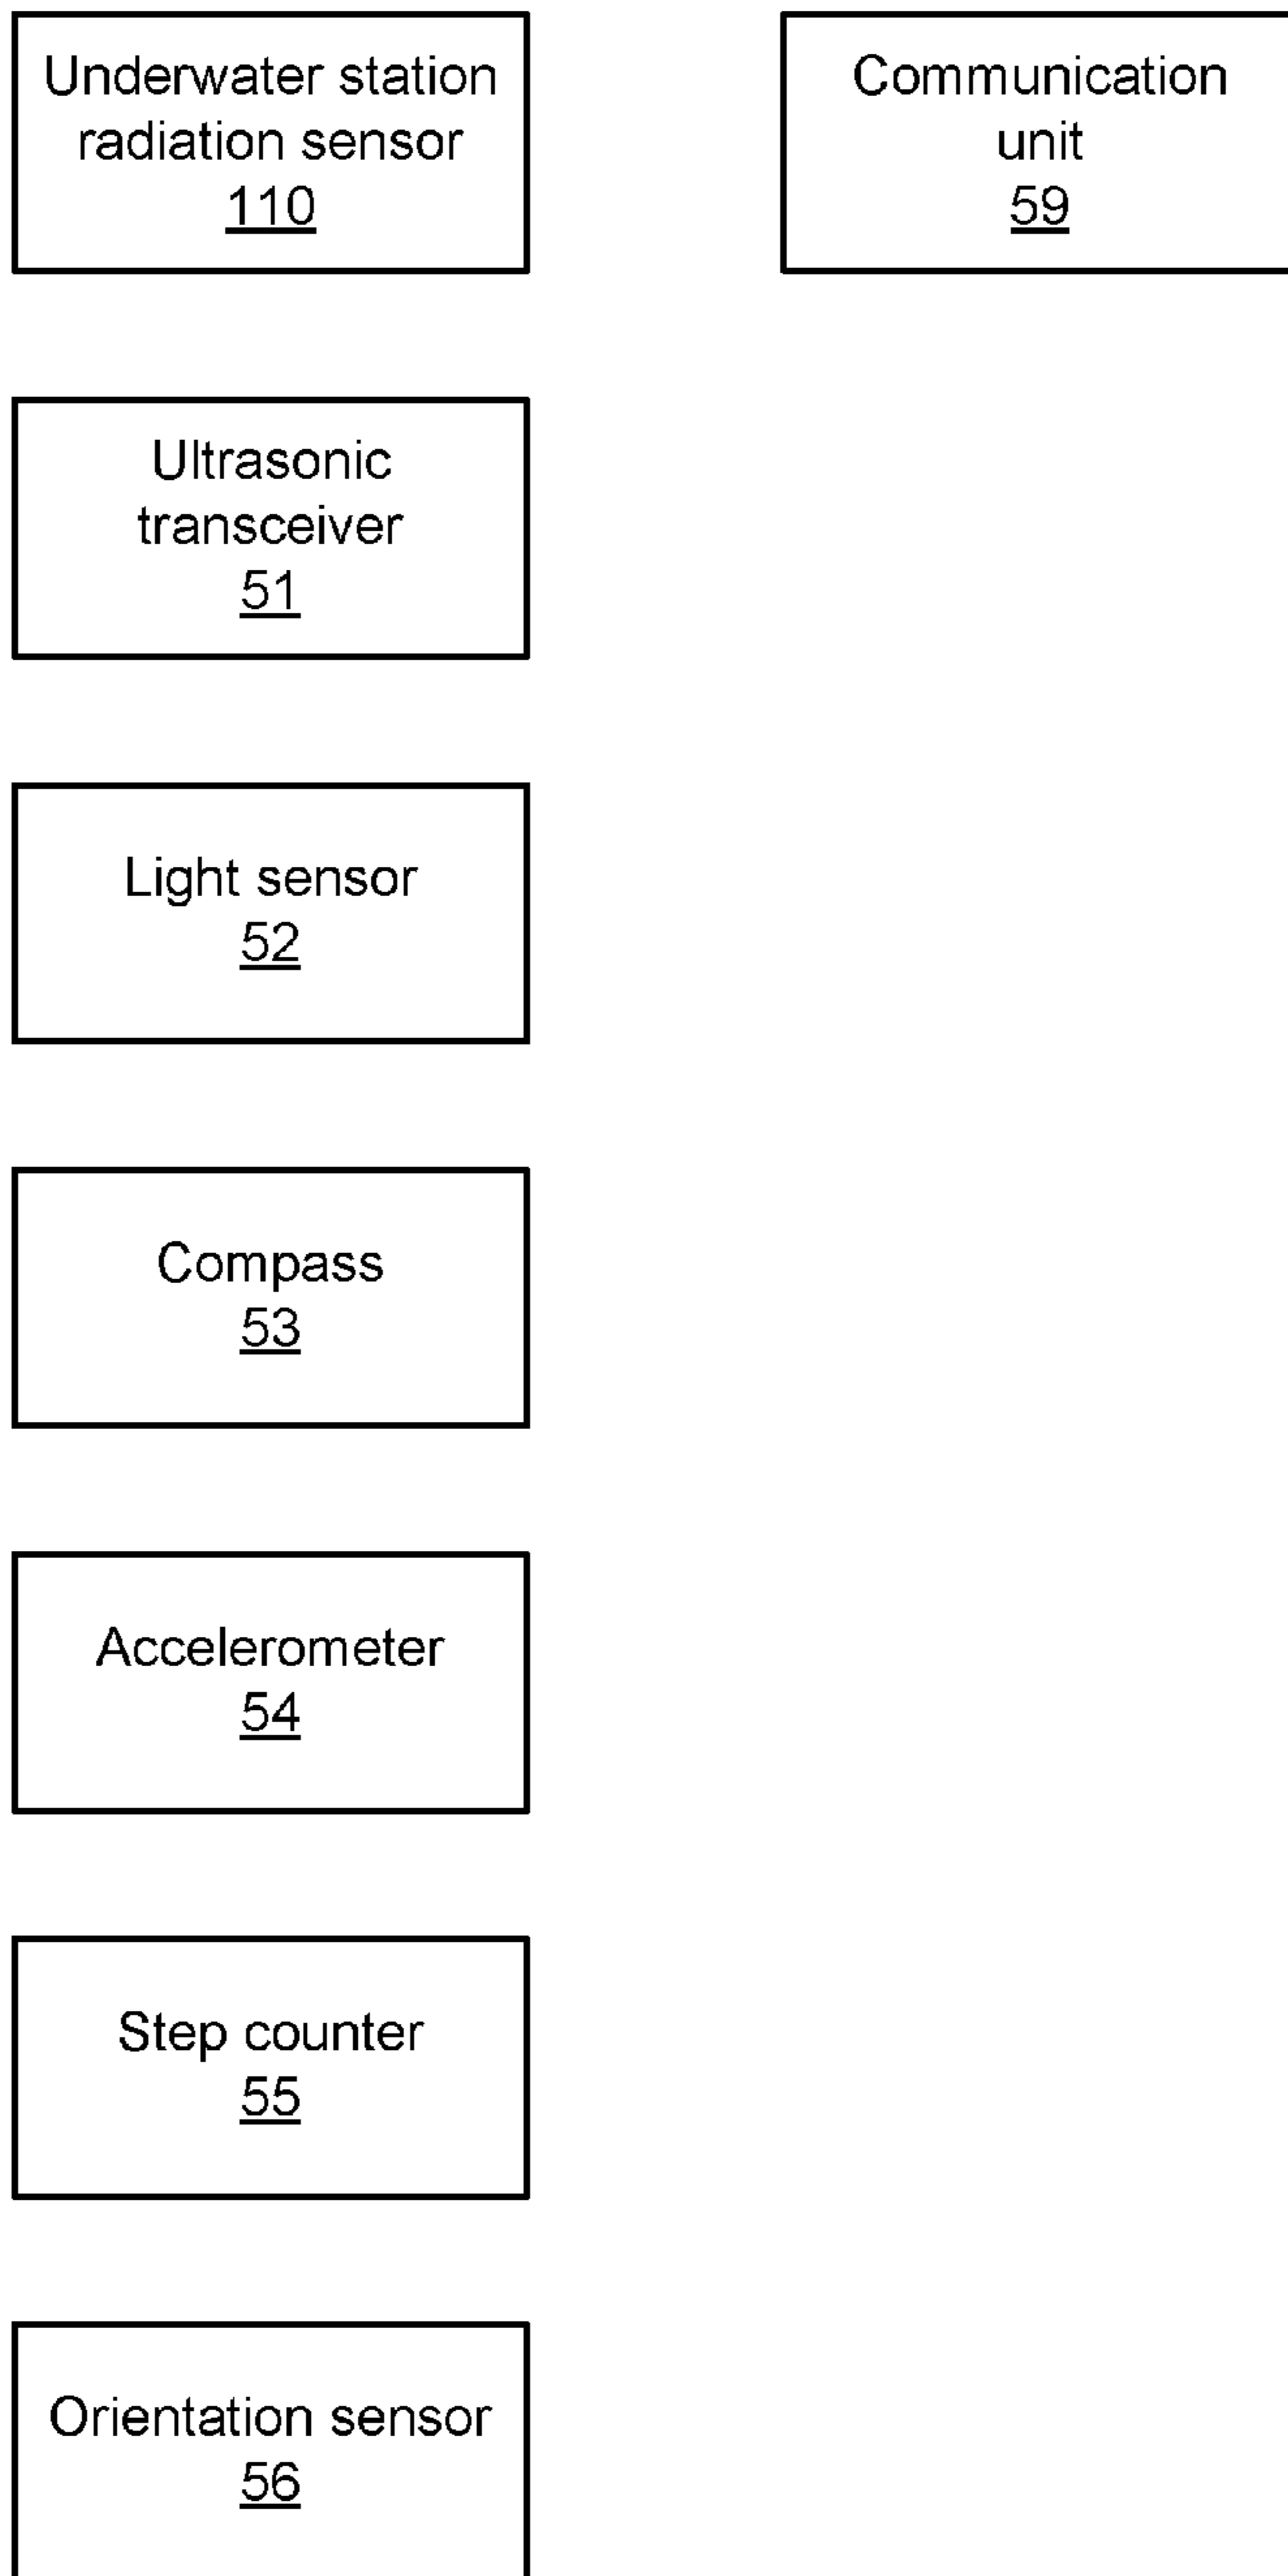 Underwater station
radiation sensor
110
Communication
unit
59
Ultrasonic
transceiver
51
Light sensor
52
Compass
53
Accelerometer
54
Step counter
55
Orientation sensor
56